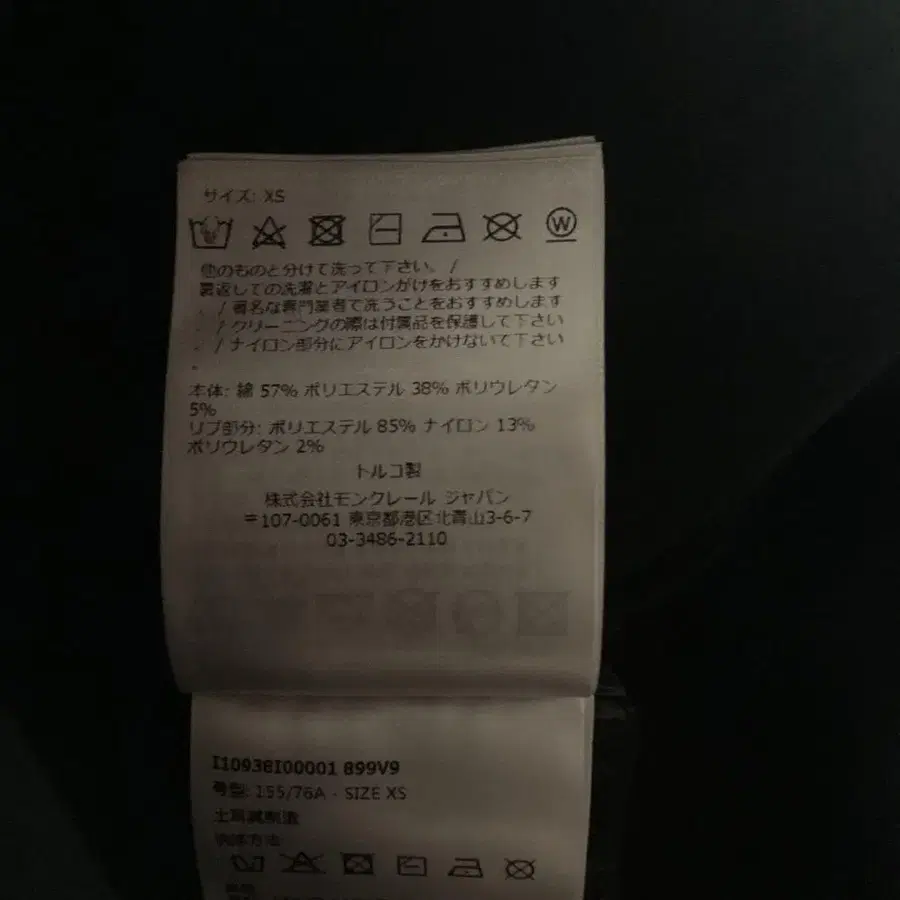 サイズ: XS
W
他のものと分けて洗って下さい。 /
裏返しての洗濯とアイロンがけをおすすめします
。 / 著名な専門業者で洗うことをおすすめします
。 / クリーニングの際は付属品を保護して下さい
。 / ナイロン部分にアイロンをかけないで下さい
。
本体: 綿 57% ポリエステル 38% ポリウレタン
5%
リブ部分: ポリエステル 85% ナイロン 13%
ポリウレタン 2%
トルコ製
株式会社モンクレール ジャパン
〒107-0061 東京都港区北青山3-6-7
03-3486-2110
I10938I00001 899V9
号型: 155/76A - SIZE XS
土耳其制造
洗涤方法